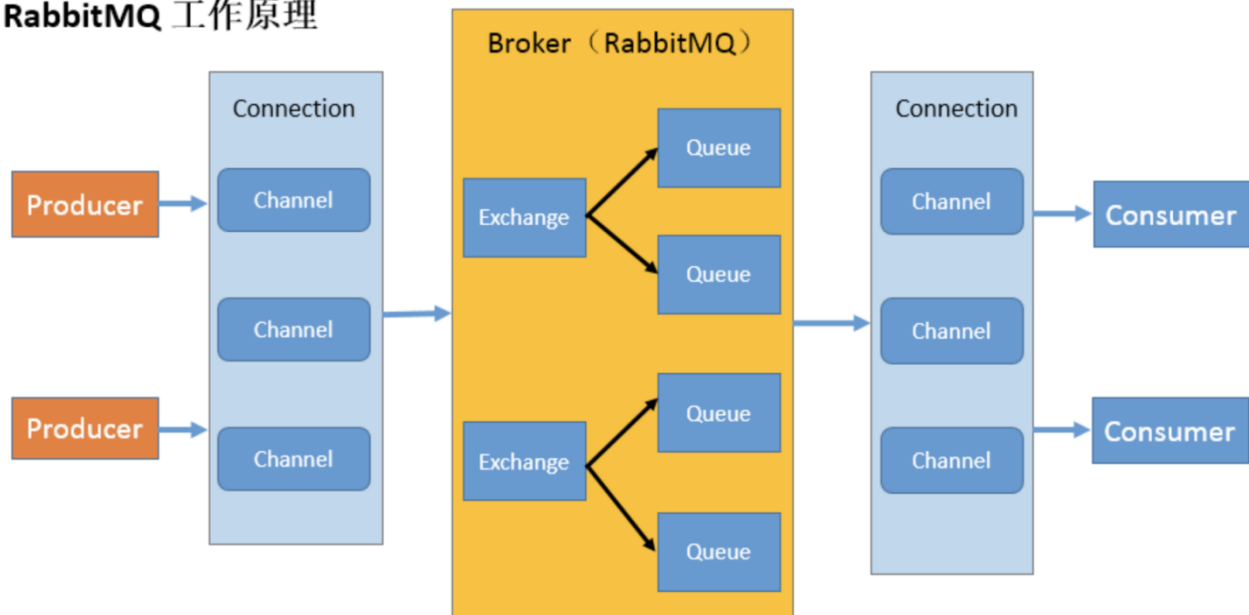 RabbitMQ 工作原理
Broker（RabbitMQ）
Connection
Connection
Queue
Producer
Channel
Exchange
Channel
Consumer
Queue
Channel
Channel
Queue
Producer
Channel
Exchange
Channel
Consumer
Queue